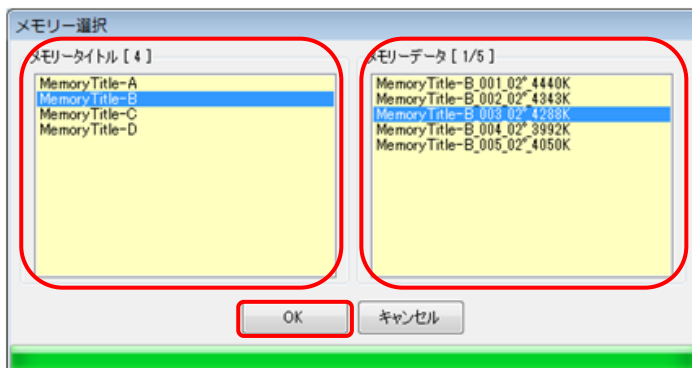 メモリー選択
メモリータイトル [ 4 ]
MemoryTitle-A
MemoryTitle-B
MemoryTitle-C
MemoryTitle-D
メモリーデータ [ 1/5 ]
MemoryTitle-B_001_02°_4440K
MemoryTitle-B_002_02°_4343K
MemoryTitle-B_003_02°_4288K
MemoryTitle-B_004_02°_3992K
MemoryTitle-B_005_02°_4050K
OK
キャンセル